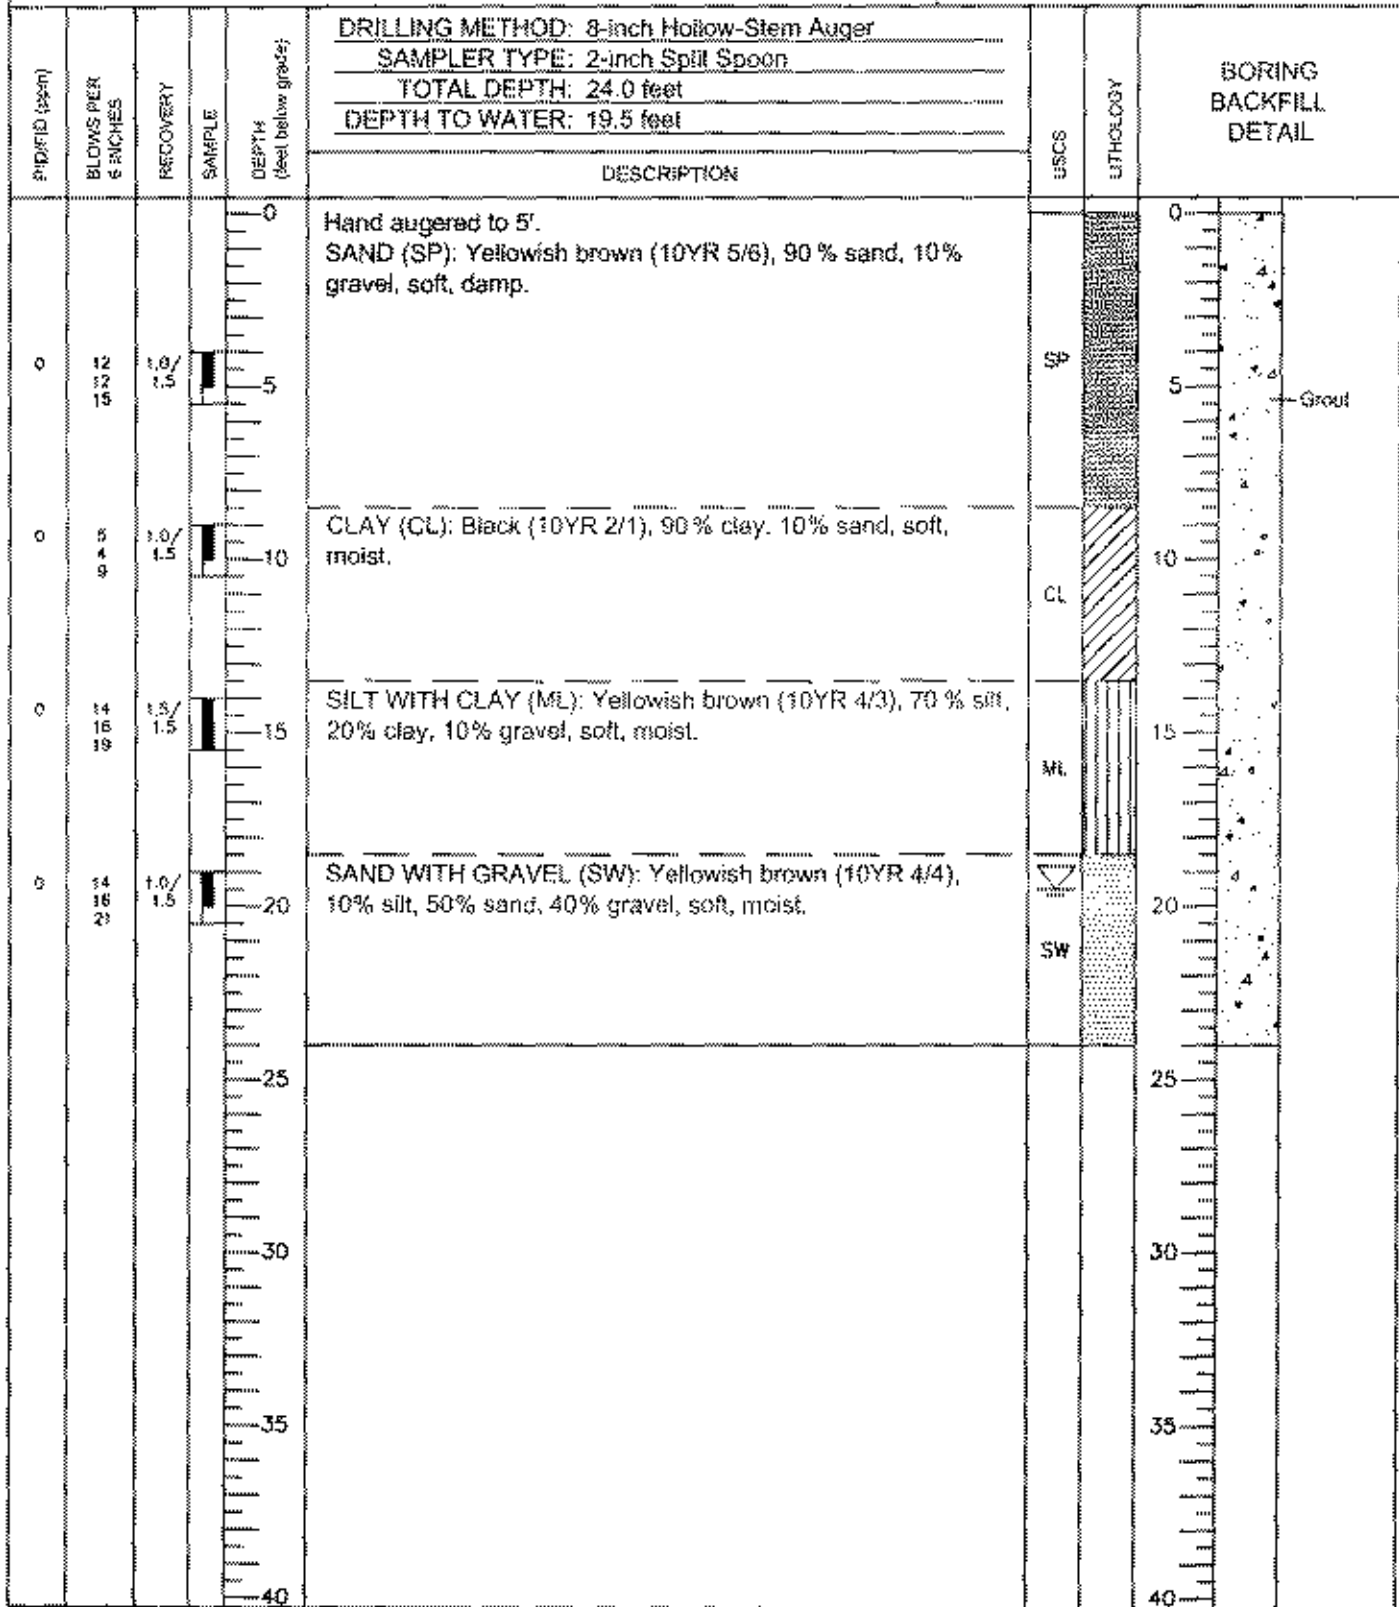 DRILLING METHOD: 8-inch Hollow-Stem Auger
SAMPLER TYPE: 2-inch Split Spoon
TOTAL DEPTH: 24.0 feet
DEPTH TO WATER: 19.5 feet
PID/FID (ppm)
BLOWS PER
6 INCHES
RECOVERY
SAMPLE
DEPTH
(feet below grade)
DESCRIPTION
USCS
LITHOLOGY
BORING
BACKFILL
DETAIL
0
Hand augered to 5'.
SAND (SP): Yellowish brown (10YR 5/6), 90 % sand, 10%
gravel, soft, damp.
0
0
12
12
15
1.0/
1.5
5
SP
5
Grout
0
5
4
9
1.0/
1.5
10
CLAY (CL): Black (10YR 2/1), 90% clay, 10% sand, soft,
moist.
CL
10
0
14
16
19
1.5/
1.5
15
SILT WITH CLAY (ML): Yellowish brown (10YR 4/3), 70 % silt,
20% clay, 10% gravel, soft, moist.
ML
15
0
14
16
21
1.0/
1.5
20
SAND WITH GRAVEL (SW): Yellowish brown (10YR 4/4),
10% silt, 50% sand, 40% gravel, soft, moist.
SW
20
25
25
30
30
35
35
40
40